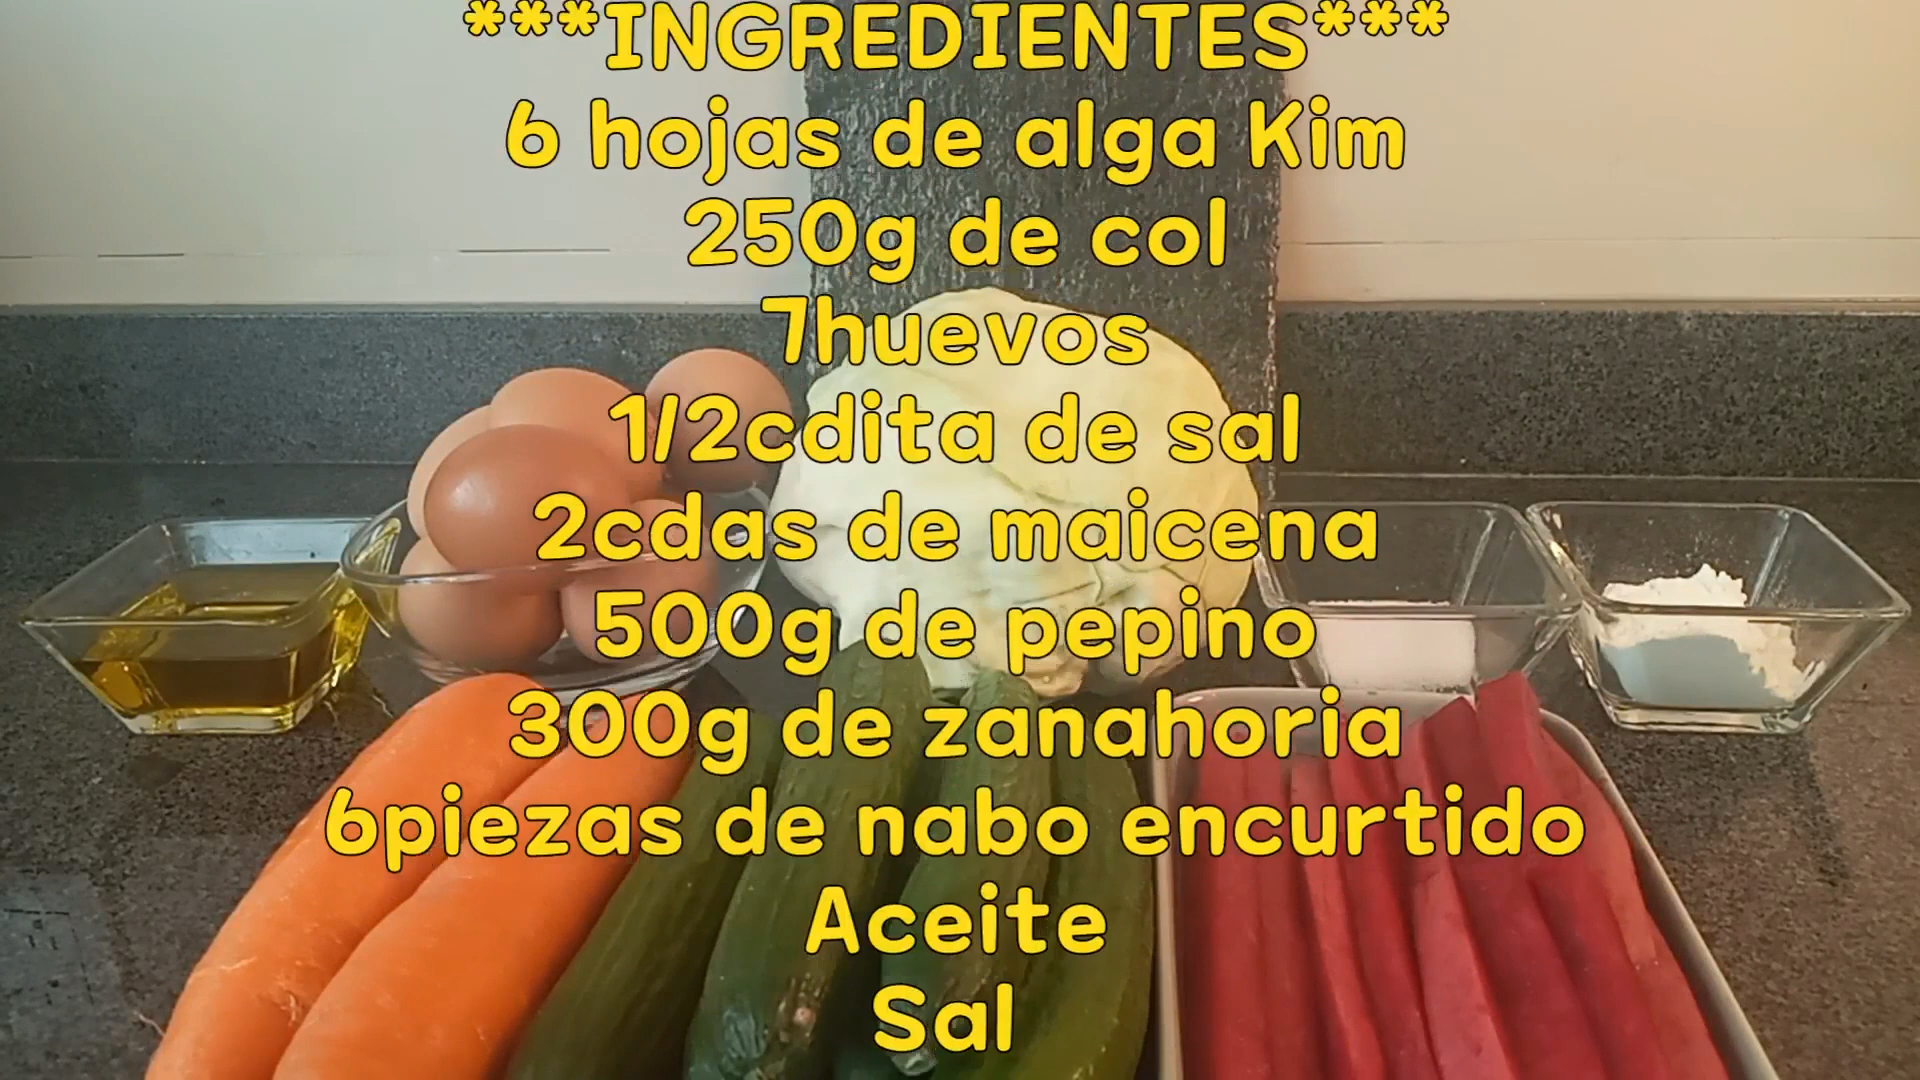 ***INGREDIENTES***
6 hojas de alga Kim
250g de col
7huevos
1/2cdita de sal
2cdas de maicena
500g de pepino
300g de zanahoria
6piezas de nabo encurtido
Aceite
Sal